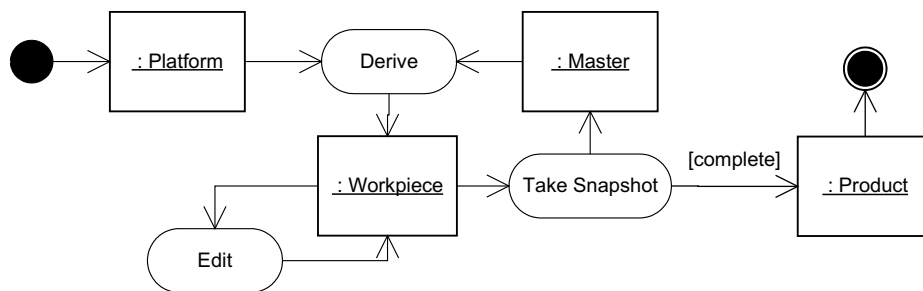 : Platform
Derive
: Master
: Workpiece
Take Snapshot
[complete]
: Product
Edit